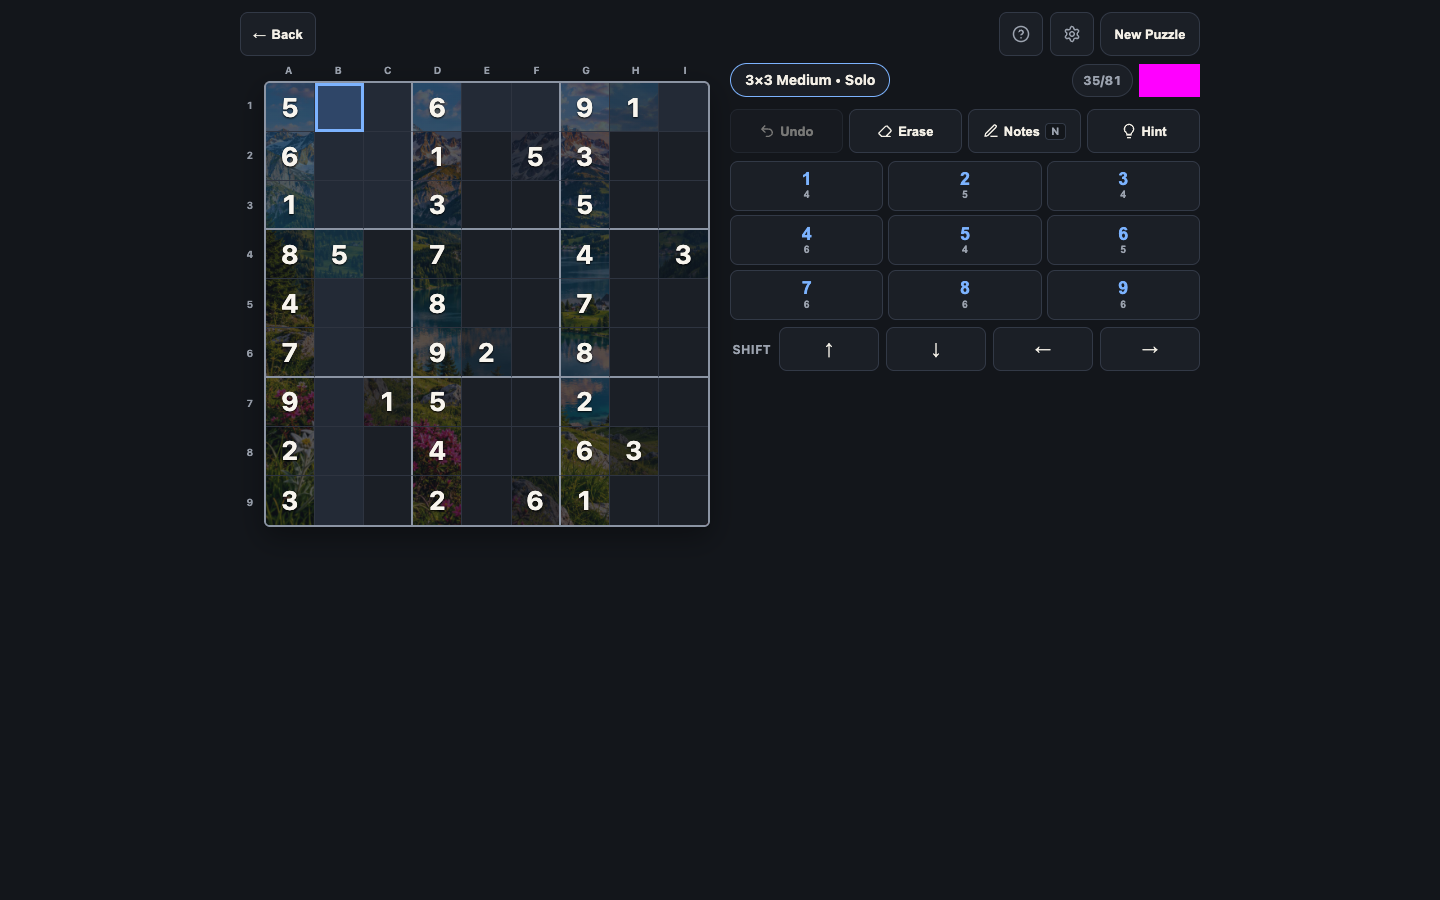 ← Back
New Puzzle
A B C D E F G H I
3×3 Medium • Solo
35/81
1 5 6 9 1
Undo
Erase
Notes N
Hint
2 6 1 5 3
3 1 3 5
4 8 5 7 4 3
5 4 8 7
6 7 9 2 8
7 9 1 5 2
8 2 4 6 3
9 3 2 6 1
1 2 3
4 5 4
4 5 6
6 4 5
7 8 9
6 6 6
SHIFT ↑ ↓ ← →